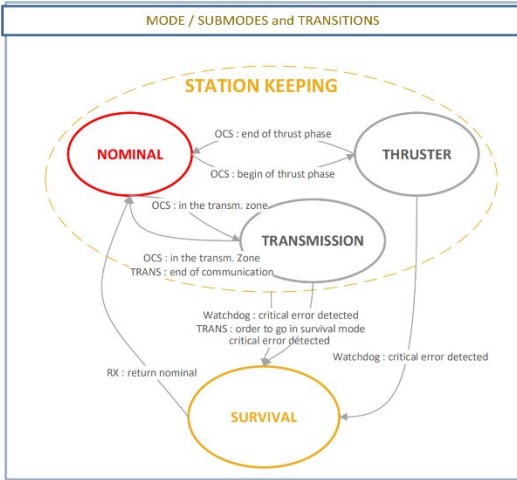 MODE / SUBMODES and TRANSITIONS
STATION KEEPING
OCS : end of thrust phase
NOMINAL
THRUSTER
OCS : begin of thrust phase
OCS : in the transm. zone
TRANSMISSION
OCS : in the transm. Zone
TRANS : end of communication
Watchdog : critical error detected
TRANS : order to go in survival mode
critical error detected
Watchdog : critical error detected
RX : return nominal
SURVIVAL